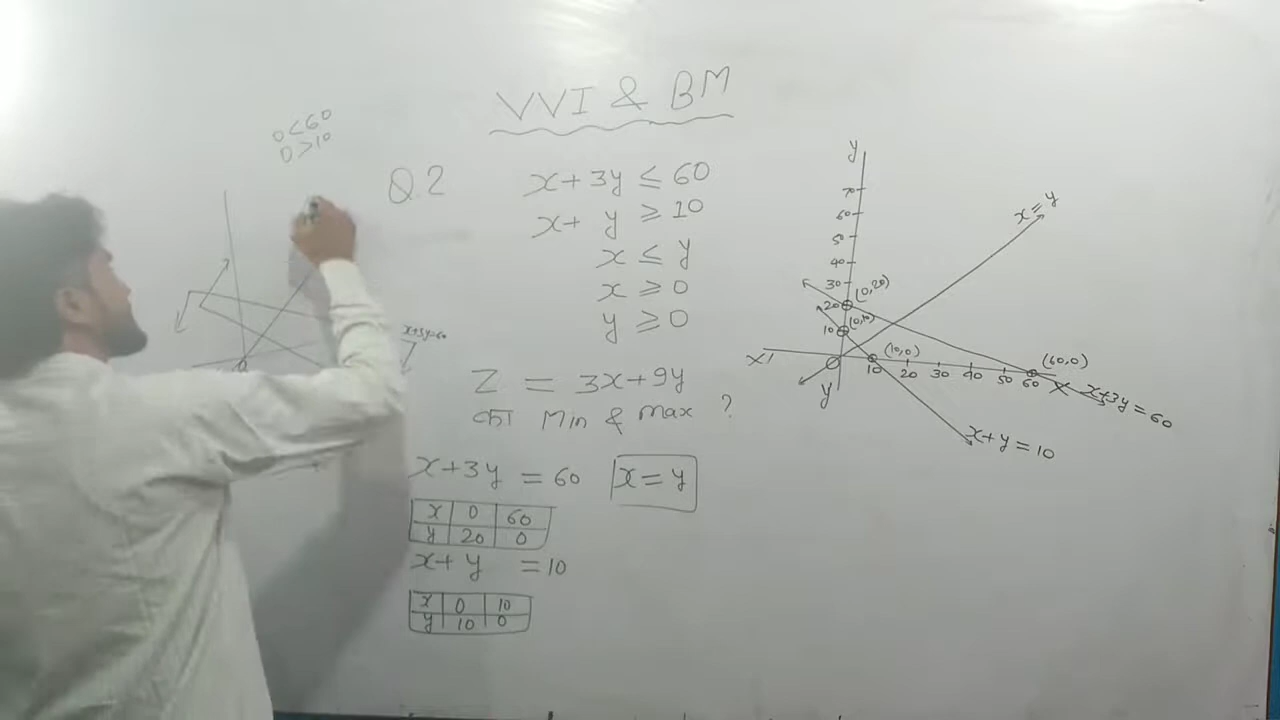 VVI & BM
0<60
0>10
Q.2
x+3y ≤ 60
x+ y ≥ 10
x ≤ y
x ≥ 0
y ≥ 0
Z = 3x+9y
का Min & Max ?
x+3y = 60 x=y
x 0 60
y 20 0
x+y =10
x 0 10
y 10 0
x+3y=60
y
70
60
50
40
30
20 (0,20)
10 (0,10)
x=y
X' (10,0) (60,0)
10 20 30 40 50 60 X
x+3y=60
y'
x+y=10